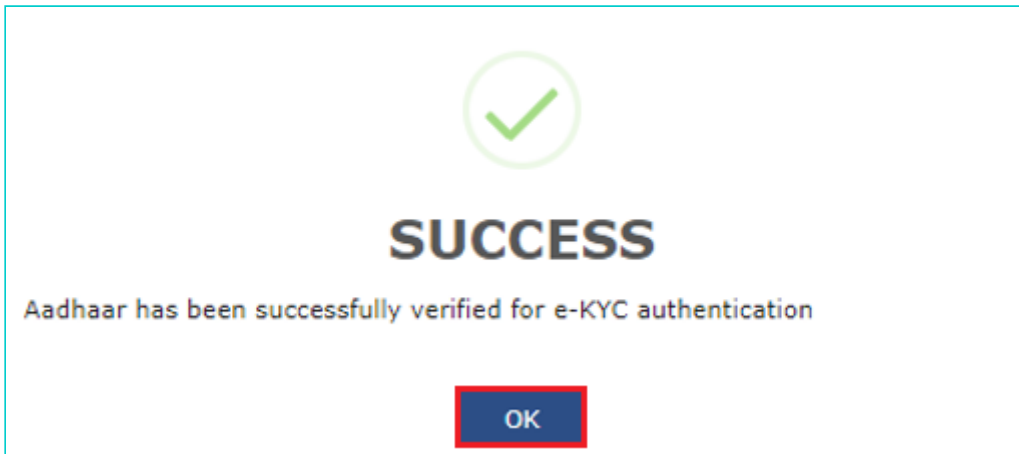 SUCCESS
Aadhaar has been successfully verified for e-KYC authentication
OK